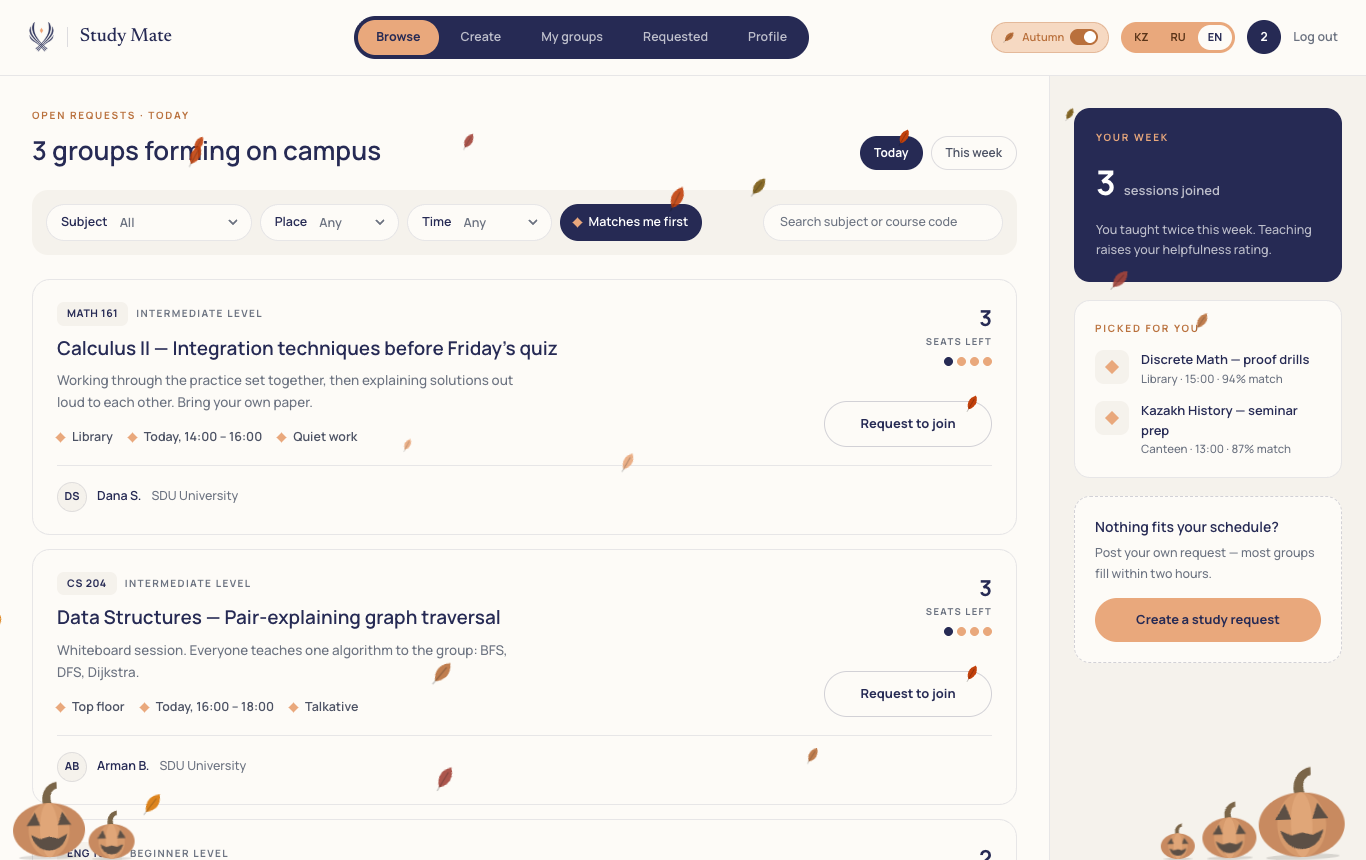 Study Mate
Browse
Create
My groups
Requested
Profile
Autumn
KZ
RU
EN
2
Log out
OPEN REQUESTS · TODAY
3 groups forming on campus
Today
This week
Subject All
Place Any
Time Any
Matches me first
Search subject or course code
MATH 161 INTERMEDIATE LEVEL
Calculus II — Integration techniques before Friday's quiz
Working through the practice set together, then explaining solutions out
loud to each other. Bring your own paper.
Library
Today, 14:00 – 16:00
Quiet work
3
SEATS LEFT
Request to join
DS Dana S. SDU University
CS 204 INTERMEDIATE LEVEL
Data Structures — Pair-explaining graph traversal
Whiteboard session. Everyone teaches one algorithm to the group: BFS,
DFS, Dijkstra.
Top floor
Today, 16:00 – 18:00
Talkative
3
SEATS LEFT
Request to join
AB Arman B. SDU University
ENG BEGINNER LEVEL
2
YOUR WEEK
3 sessions joined
You taught twice this week. Teaching
raises your helpfulness rating.
PICKED FOR YOU
Discrete Math — proof drills
Library · 15:00 · 94% match
Kazakh History — seminar
prep
Canteen · 13:00 · 87% match
Nothing fits your schedule?
Post your own request — most groups
fill within two hours.
Create a study request